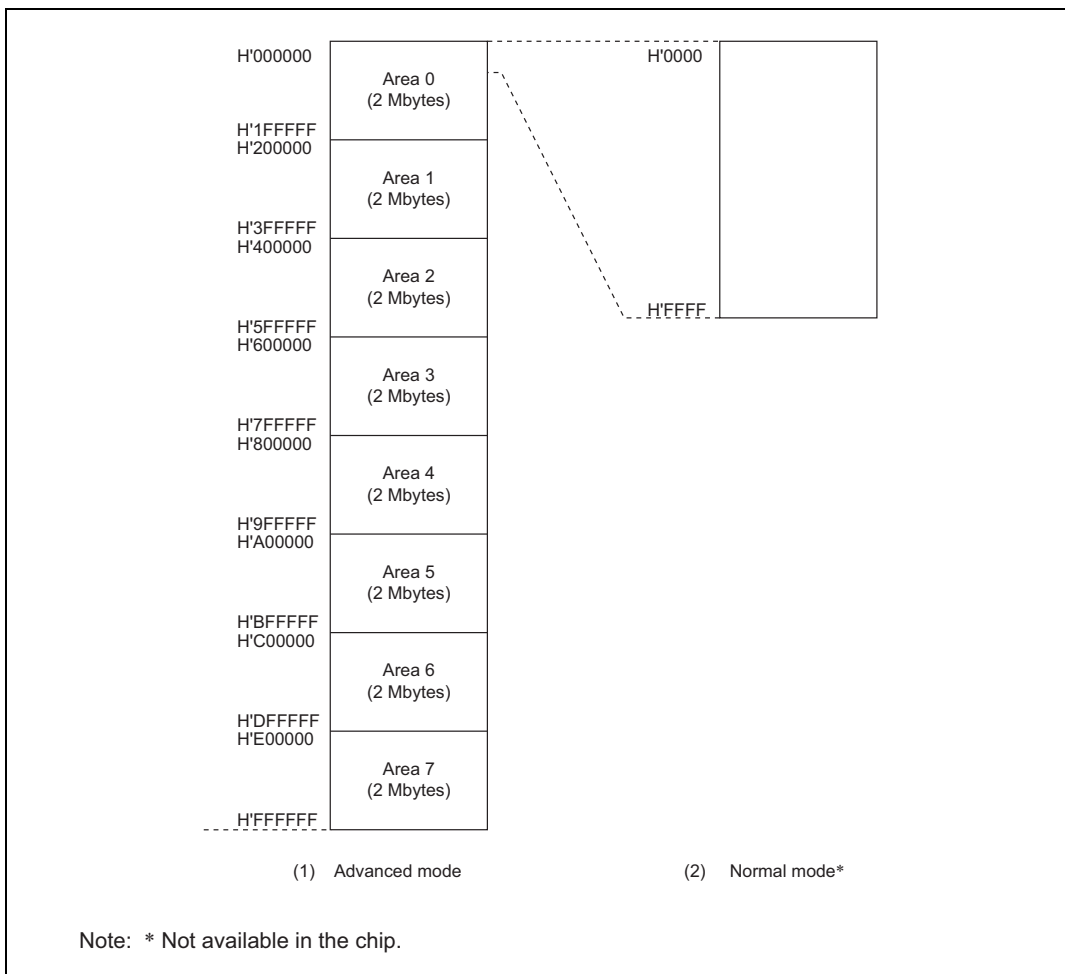 H'000000
Area 0
(2 Mbytes)
H'1FFFFF
H'200000
Area 1
(2 Mbytes)
H'3FFFFF
H'400000
Area 2
(2 Mbytes)
H'5FFFFF
H'600000
Area 3
(2 Mbytes)
H'7FFFFF
H'800000
Area 4
(2 Mbytes)
H'9FFFFF
H'A00000
Area 5
(2 Mbytes)
H'BFFFFF
H'C00000
Area 6
(2 Mbytes)
H'DFFFFF
H'E00000
Area 7
(2 Mbytes)
H'FFFFFF
(1) Advanced mode
H'0000
H'FFFF
(2) Normal mode*
Note: * Not available in the chip.